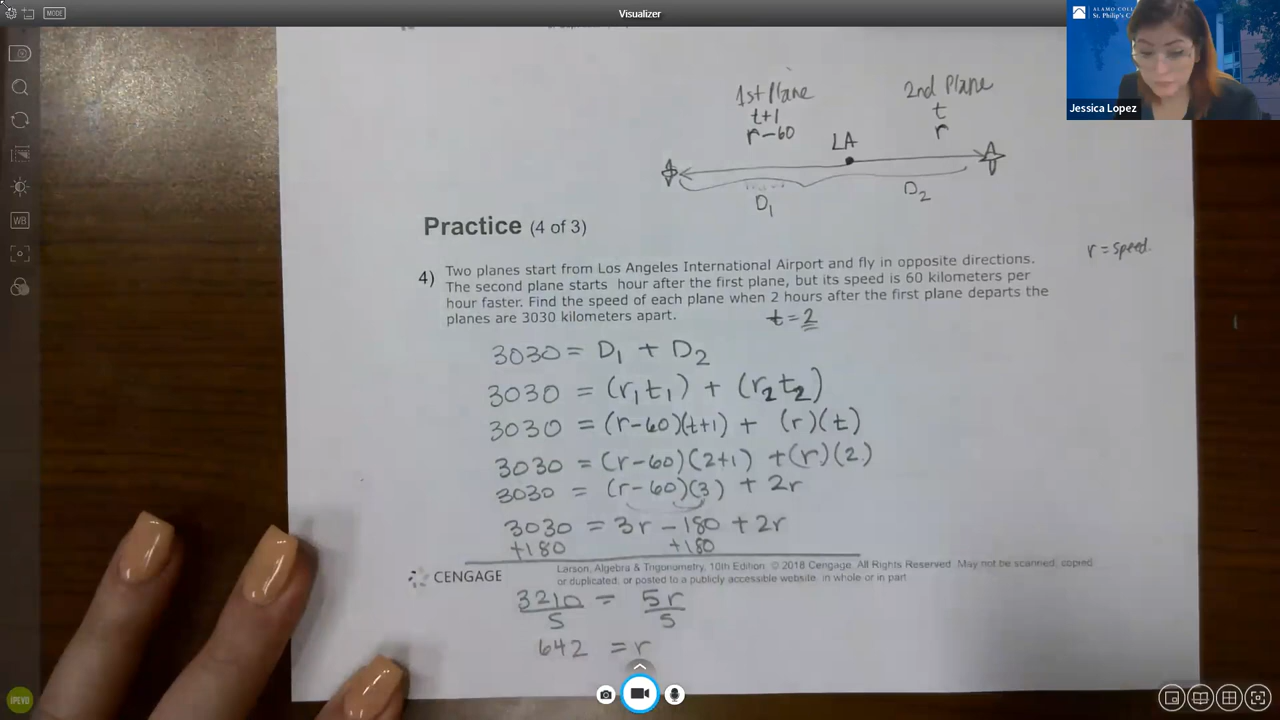 MODE
Visualizer
ALAMO COLL
St. Philip's C
Jessica Lopez
1st Plane
t+1
r-60
2nd Plane
t
r
LA
D₁
D₂
Practice (4 of 3)
r = speed.
4) Two planes start from Los Angeles International Airport and fly in opposite directions.
The second plane starts hour after the first plane, but its speed is 60 kilometers per
hour faster. Find the speed of each plane when 2 hours after the first plane departs the
planes are 3030 kilometers apart.
t = 2
3030 = D₁ + D₂
3030 = (r₁t₁) + (r₂t₂)
3030 = (r-60)(t+1) + (r)(t)
3030 = (r-60)(2+1) +(r)(2)
3030 = (r-60)(3) + 2r
3030 = 3r - 180 + 2r
+180 +180
CENGAGE
Larson, Algebra & Trigonometry, 10th Edition. © 2018 Cengage. All Rights Reserved. May not be scanned, copied
or duplicated, or posted to a publicly accessible website, in whole or in part.
3210 = 5r
5 5
642 = r
WB
IPEVO